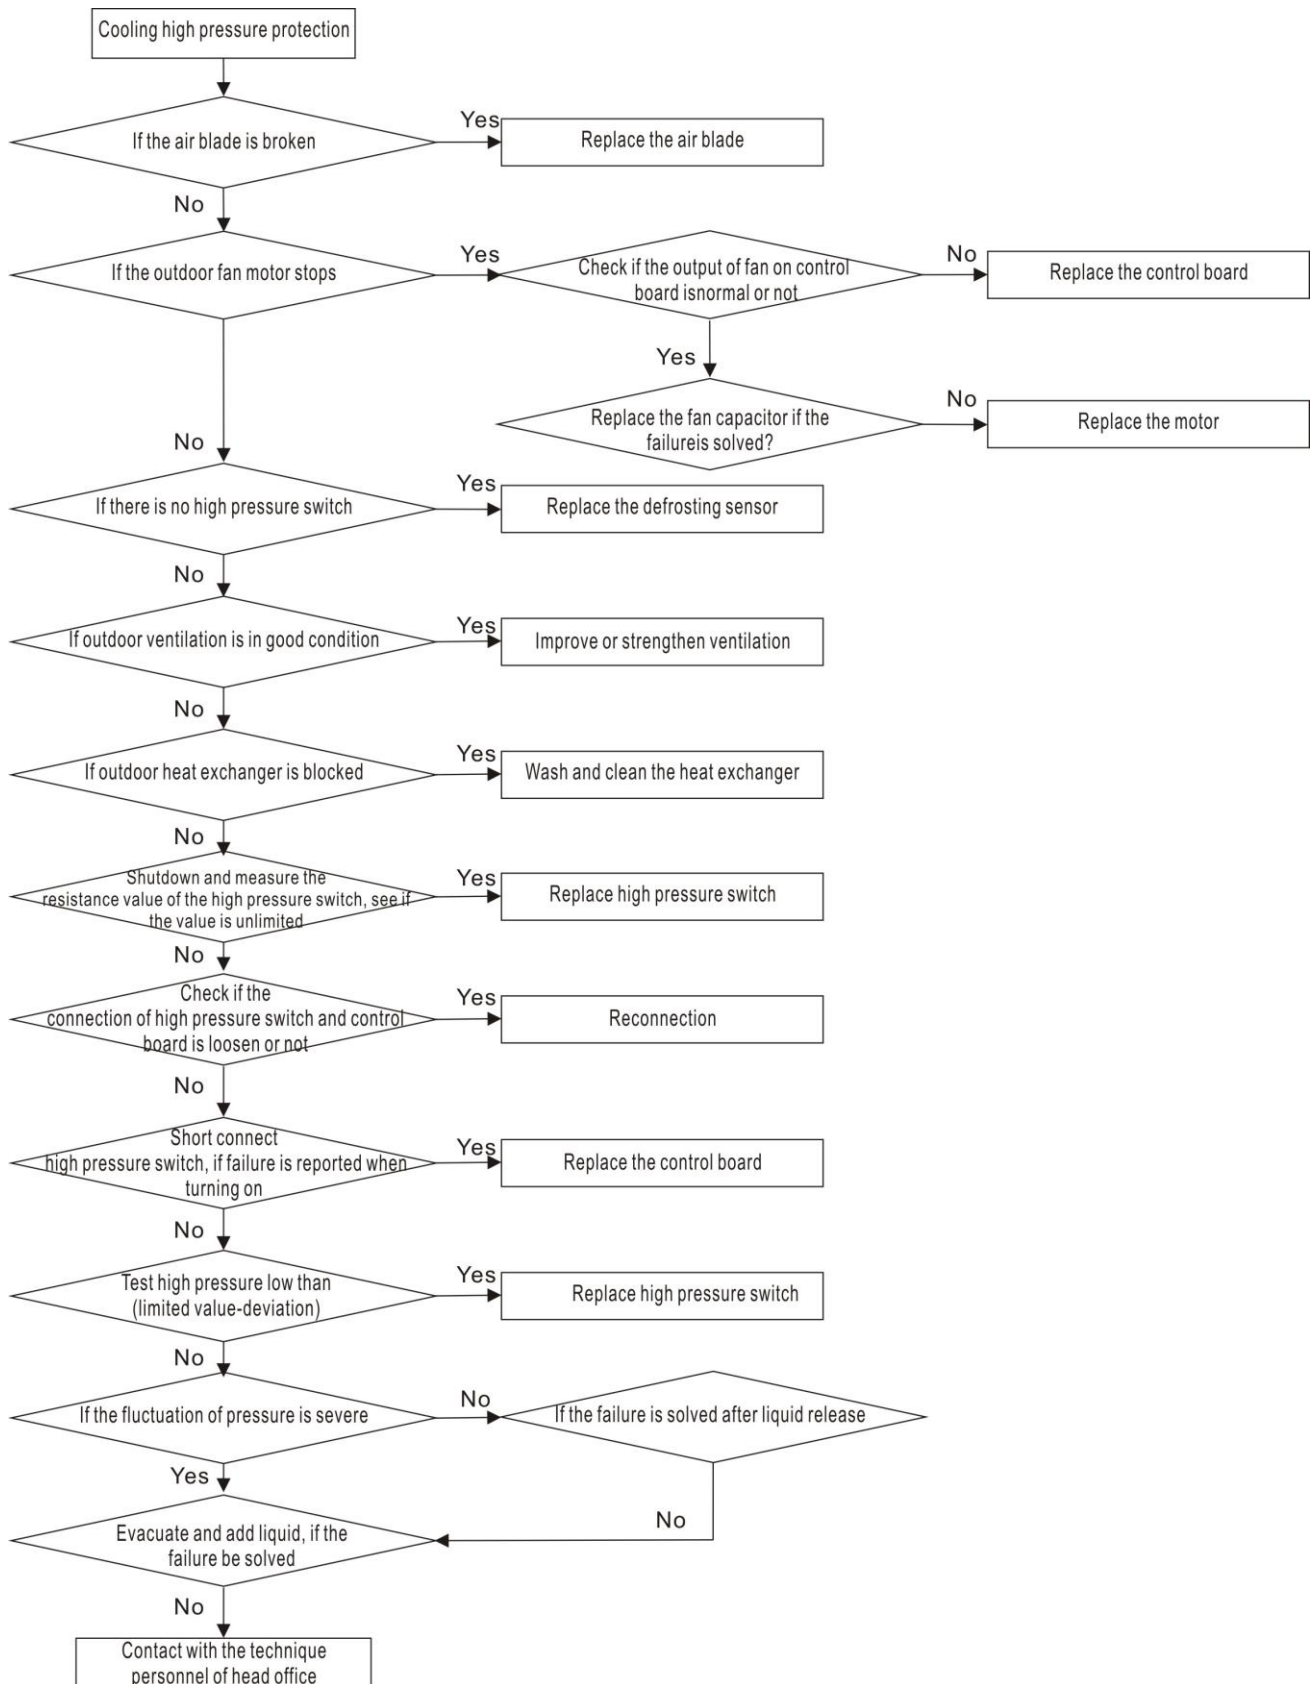 Cooling high pressure protection
If the air blade is broken
Yes
Replace the air blade
No
If the outdoor fan motor stops
Yes
Check if the output of fan on control
board isnormal or not
No
Replace the control board
Yes
Replace the fan capacitor if the
failureis solved?
No
Replace the motor
No
If there is no high pressure switch
Yes
Replace the defrosting sensor
No
If outdoor ventilation is in good condition
Yes
Improve or strengthen ventilation
No
If outdoor heat exchanger is blocked
Yes
Wash and clean the heat exchanger
No
Shutdown and measure the
resistance value of the high pressure switch, see if
the value is unlimited
Yes
Replace high pressure switch
No
Check if the
connection of high pressure switch and control
board is loosen or not
Yes
Reconnection
No
Short connect
high pressure switch, if failure is reported when
turning on
Yes
Replace the control board
No
Test high pressure low than
(limited value-deviation)
Yes
Replace high pressure switch
No
If the fluctuation of pressure is severe
No
If the failure is solved after liquid release
Yes
No
Evacuate and add liquid, if the
failure be solved
No
Contact with the technique
personnel of head office